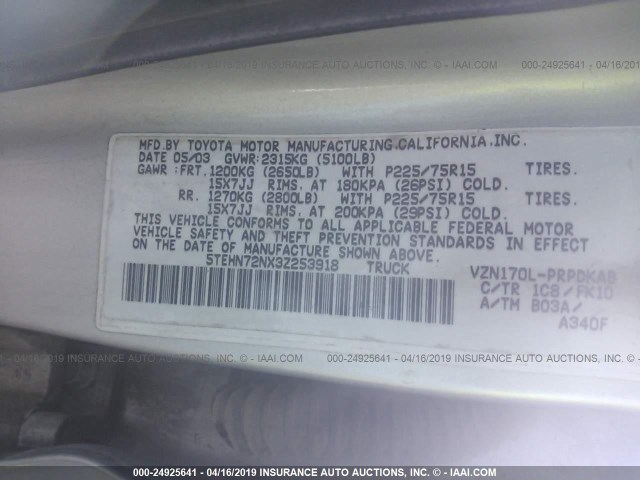 000-24925641 - 04/16/2019 INSURANCE AUTO AUCTIONS, INC. - © IAAI.COM
MFD.BY TOYOTA MOTOR MANUFACTURING,CALIFORNIA,INC.
DATE 05/03 GVWR:2315KG (5100LB)
GAWR :FRT.1200KG (2650LB) WITH P225/75R15 TIRES.
15X7JJ RIMS. AT 180KPA (26PSI) COLD.
RR. 1270KG (2800LB) WITH P225/75R15 TIRES.
15X7JJ RIMS. AT 200KPA (29PSI) COLD.
THIS VEHICLE CONFORMS TO ALL APPLICABLE FEDERAL MOTOR
VEHICLE SAFETY AND THEFT PREVENTION STANDARDS IN EFFECT
ON THE DATE OF MANUFACTURE SHOWN ABOVE.
5TEHN72NX3Z253918 TRUCK
VZN170L-PRPDKAB
C/TR 1C8 / FK10
A/TM B03A/
A340F
000-24925641 - 04/16/2019 INSURANCE AUTO AUCTIONS, INC. - © IAAI.COM
000-24925641 - 04/16/2019 INSURANCE AUTO AUCTIONS, INC. - © IAAI.COM